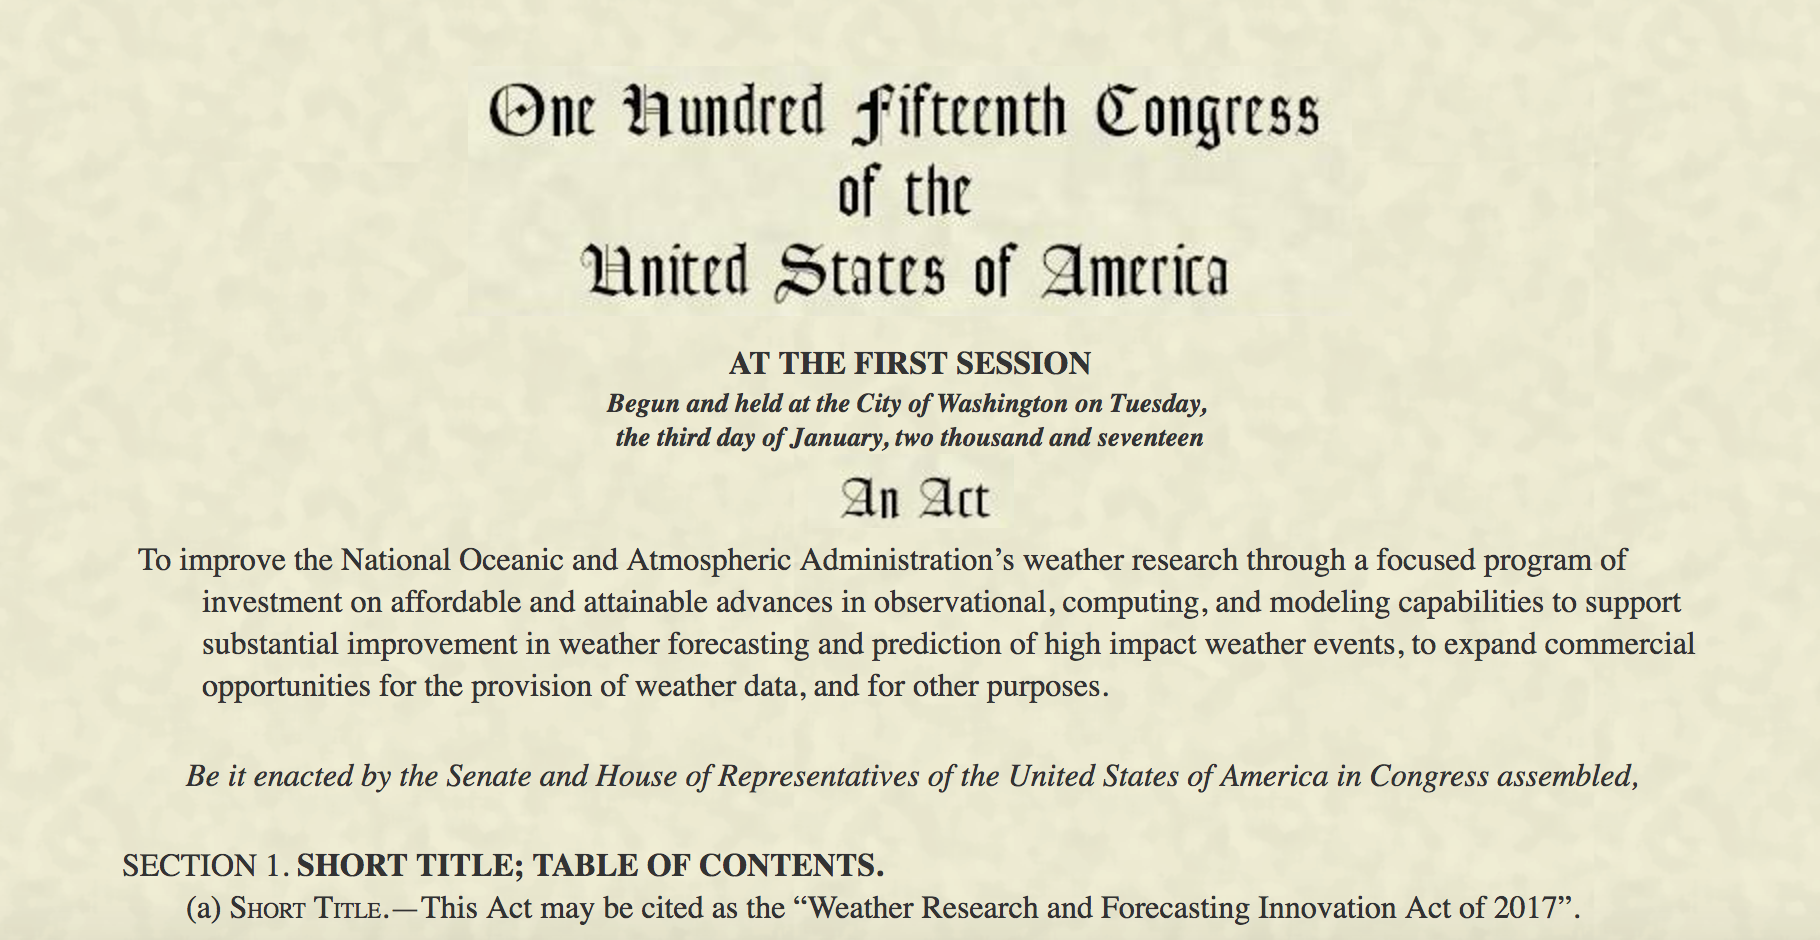 One Hundred Fifteenth Congress
of the
United States of America
AT THE FIRST SESSION
Begun and held at the City of Washington on Tuesday,
the third day of January, two thousand and seventeen
An Act
To improve the National Oceanic and Atmospheric Administration’s weather research through a focused program of
investment on affordable and attainable advances in observational, computing, and modeling capabilities to support
substantial improvement in weather forecasting and prediction of high impact weather events, to expand commercial
opportunities for the provision of weather data, and for other purposes.
Be it enacted by the Senate and House of Representatives of the United States of America in Congress assembled,
SECTION 1. SHORT TITLE; TABLE OF CONTENTS.
(a) SHORT TITLE.—This Act may be cited as the “Weather Research and Forecasting Innovation Act of 2017”.